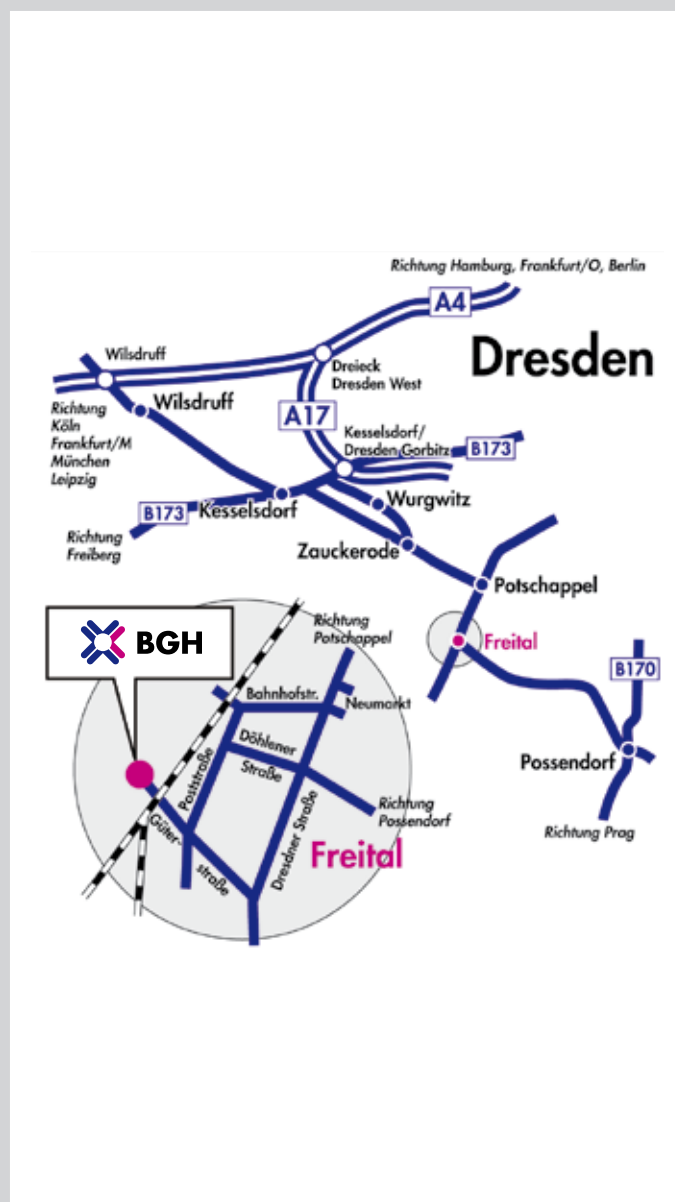 Richtung Hamburg, Frankfurt/O, Berlin
A4
Dresden
Wilsdruff
Dreieck
Dresden West
Wilsdruff
Richtung
Köln
Frankfurt/M
München
Leipzig
A17
Kesselsdorf/
Dresden Gorbitz
B173
Wurgwitz
B173
Kesselsdorf
Richtung
Freiberg
Zauckerode
Potschappel
Freital
B170
Possendorf
Richtung Prag
BGH
Richtung
Potschappel
Bahnhofstr.
Neumarkt
Döhlener
Straße
Poststraße
Dresdner Straße
Richtung
Possendorf
Güter-
straße
Freital